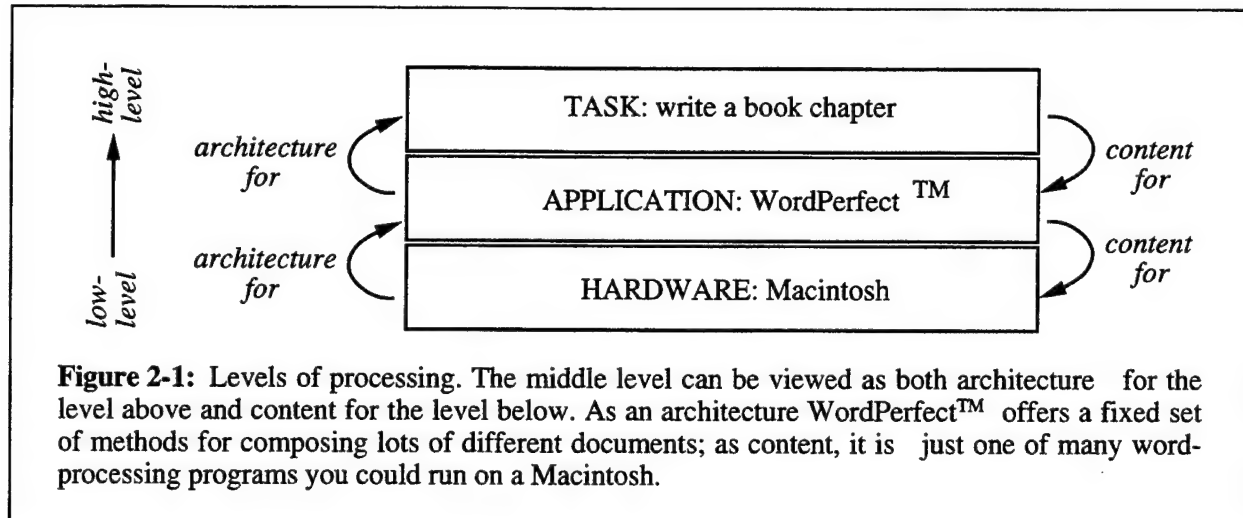 high-
level
low-
level
architecture
for
architecture
for
TASK: write a book chapter
APPLICATION: WordPerfect TM
HARDWARE: Macintosh
content
for
content
for
Figure 2-1: Levels of processing. The middle level can be viewed as both architecture for the
level above and content for the level below. As an architecture WordPerfect™ offers a fixed set
of methods for composing lots of different documents; as content, it is just one of many word-
processing programs you could run on a Macintosh.